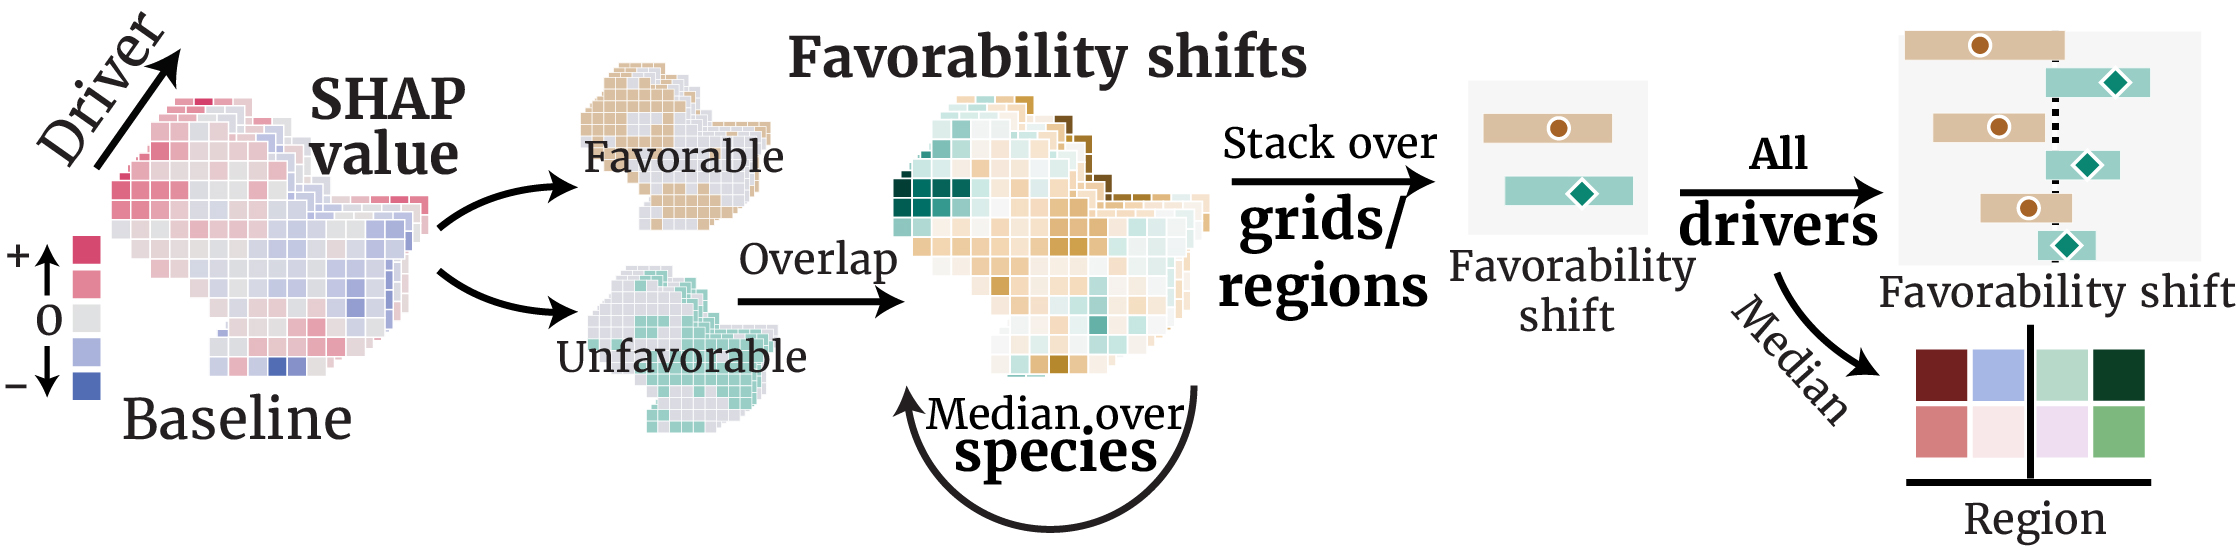 Driver
SHAP
value
+
0
−
Baseline
Favorable
Unfavorable
Overlap
Favorability shifts
Median over
species
Stack over
grids/
regions
Favorability
shift
All
drivers
Median
Favorability shift
Region